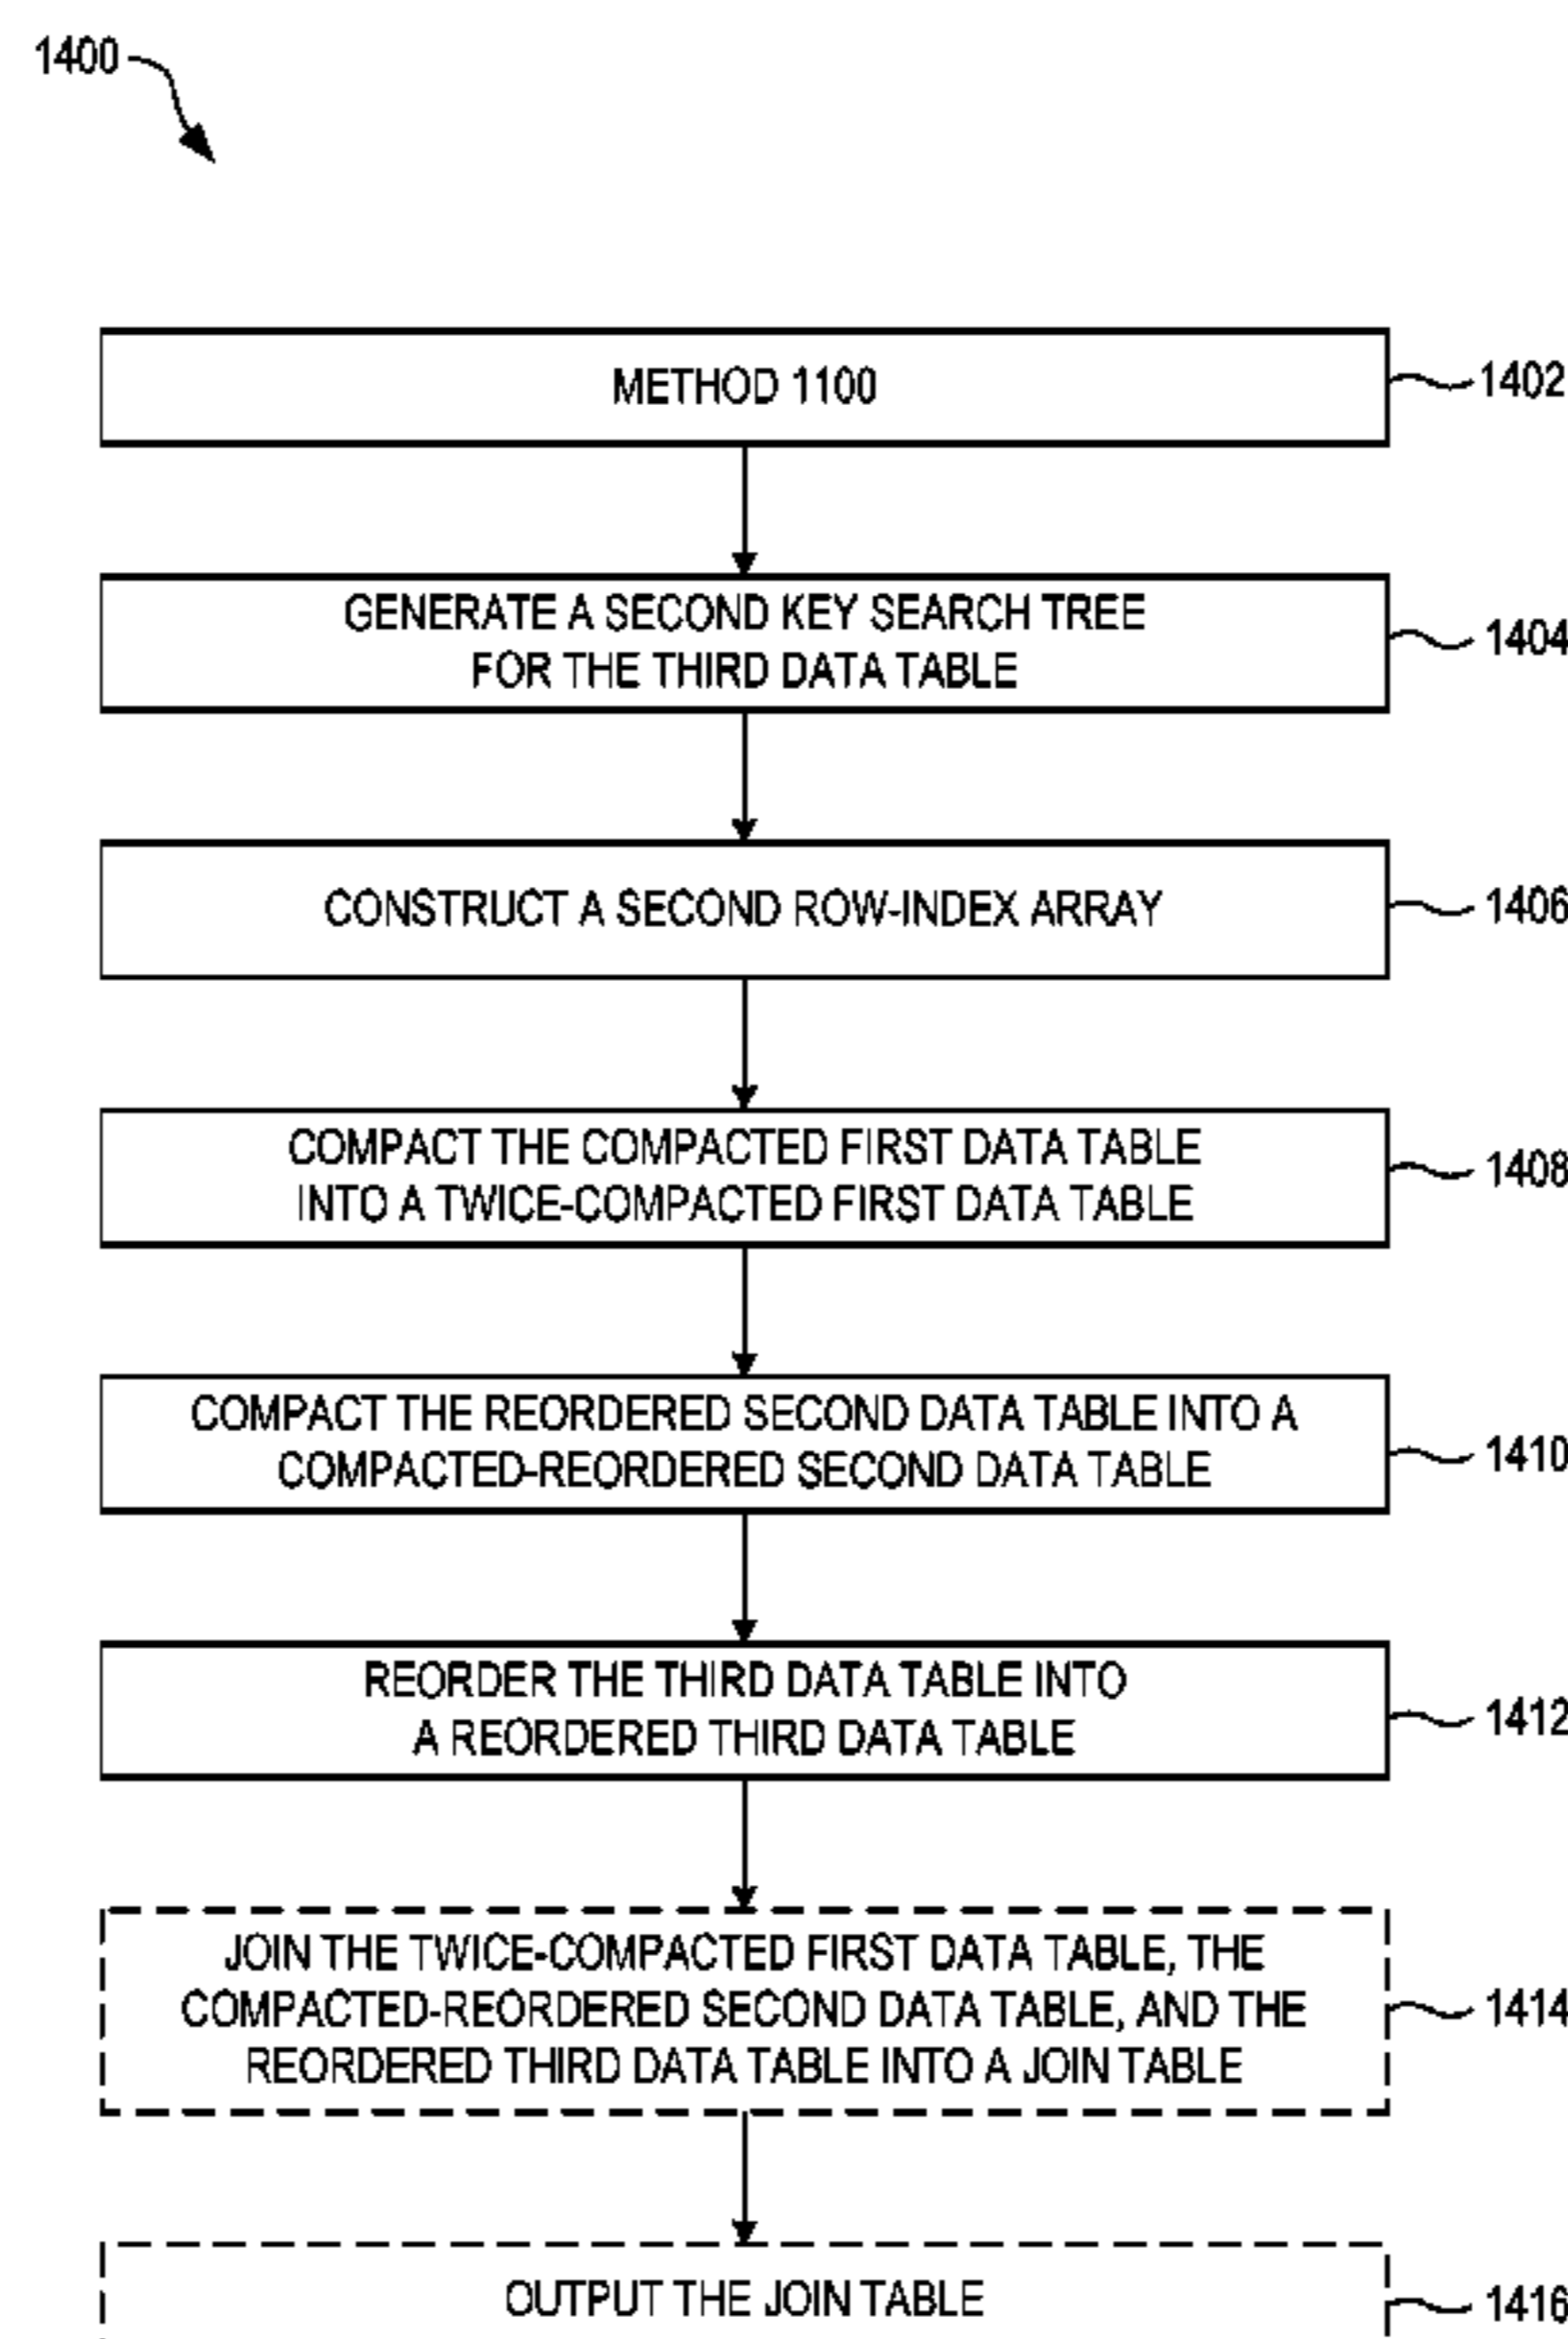 1400
METHOD 1100
1402
GENERATE A SECOND KEY SEARCH TREE
FOR THE THIRD DATA TABLE
1404
CONSTRUCT A SECOND ROW-INDEX ARRAY
1406
COMPACT THE COMPACTED FIRST DATA TABLE
INTO A TWICE-COMPACTED FIRST DATA TABLE
1408
COMPACT THE REORDERED SECOND DATA TABLE INTO A
COMPACTED-REORDERED SECOND DATA TABLE
1410
REORDER THE THIRD DATA TABLE INTO
A REORDERED THIRD DATA TABLE
1412
JOIN THE TWICE-COMPACTED FIRST DATA TABLE, THE
COMPACTED-REORDERED SECOND DATA TABLE, AND THE
REORDERED THIRD DATA TABLE INTO A JOIN TABLE
1414
OUTPUT THE JOIN TABLE
1416